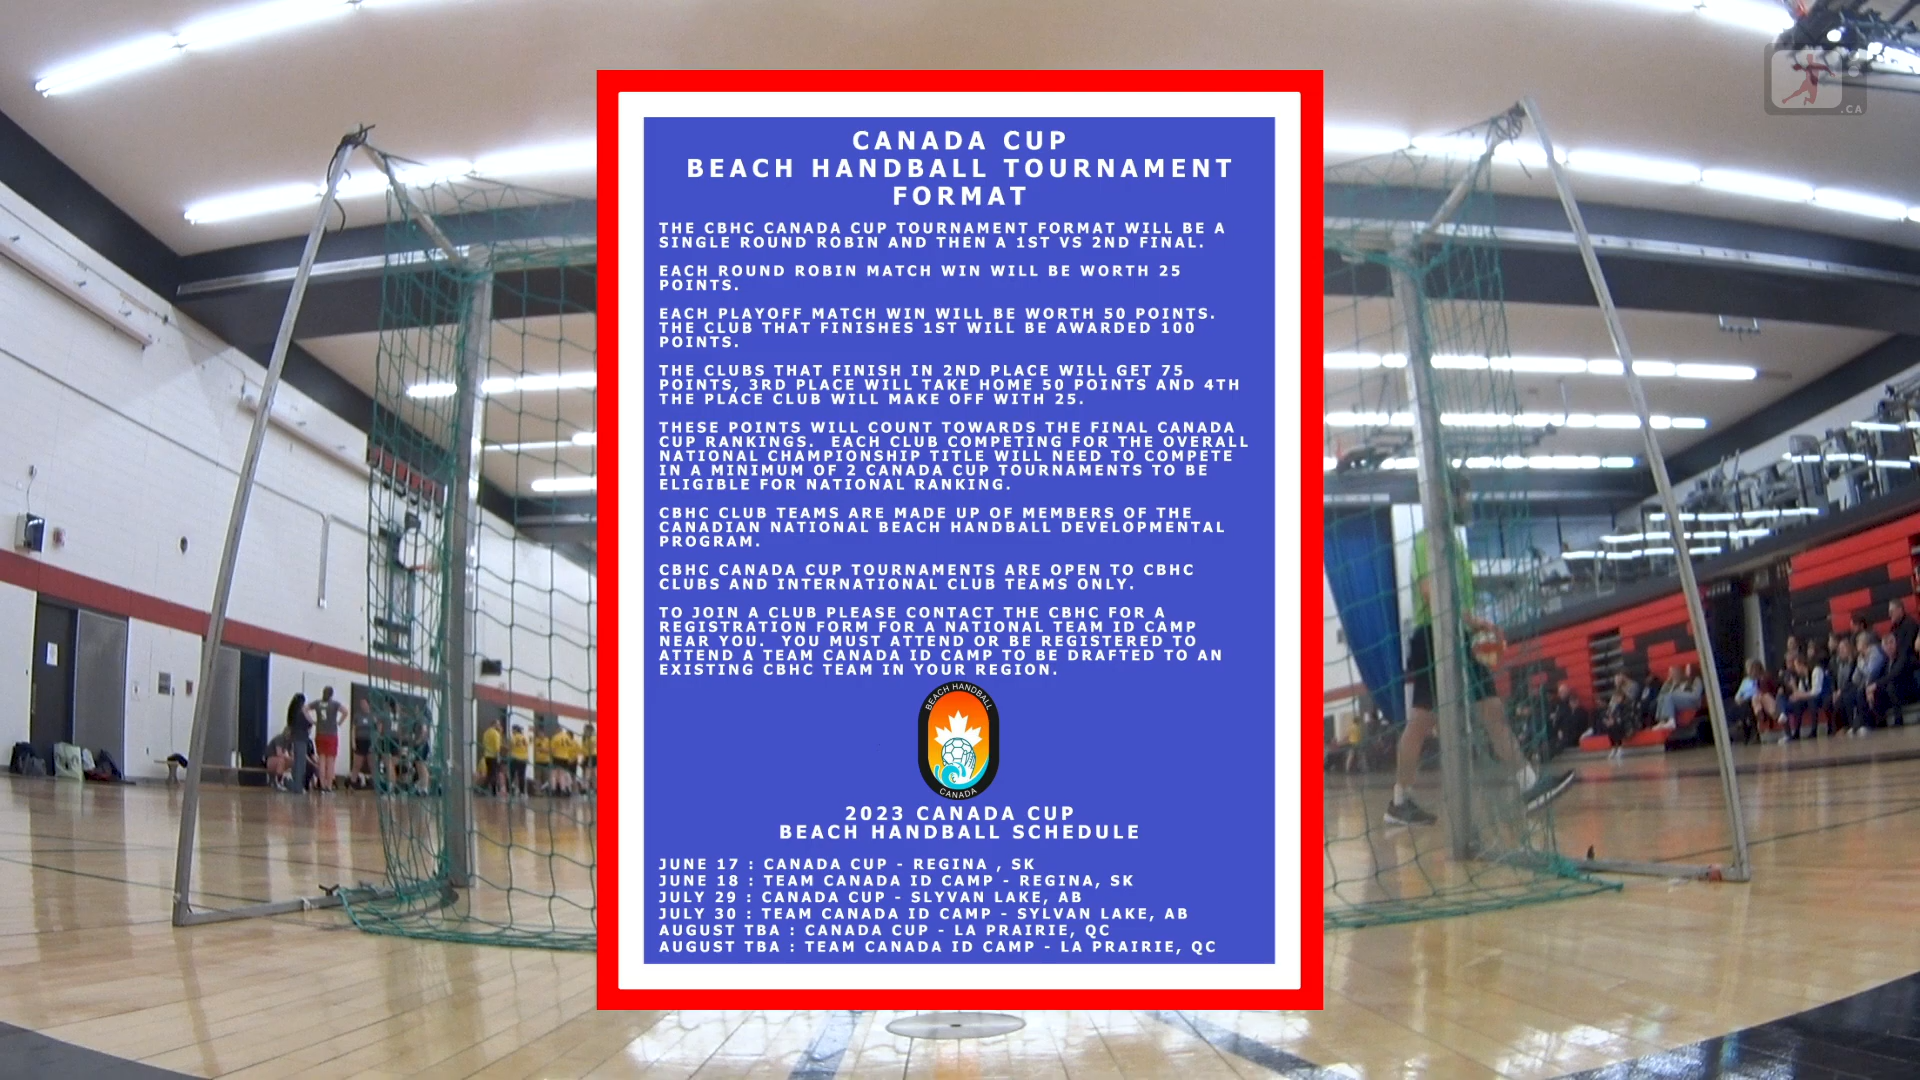 CANADA CUP
BEACH HANDBALL TOURNAMENT
FORMAT
THE CBHC CANADA CUP TOURNAMENT FORMAT WILL BE A
SINGLE ROUND ROBIN AND THEN A 1ST VS 2ND FINAL.
EACH ROUND ROBIN MATCH WIN WILL BE WORTH 25
POINTS.
EACH PLAYOFF MATCH WIN WILL BE WORTH 50 POINTS.
THE CLUB THAT FINISHES 1ST WILL BE AWARDED 100
POINTS.
THE CLUBS THAT FINISH IN 2ND PLACE WILL GET 75
POINTS, 3RD PLACE WILL TAKE HOME 50 POINTS AND 4TH
THE PLACE CLUB WILL MAKE OFF WITH 25.
THESE POINTS WILL COUNT TOWARDS THE FINAL CANADA
CUP RANKINGS. EACH CLUB COMPETING FOR THE OVERALL
NATIONAL CHAMPIONSHIP TITLE WILL NEED TO COMPETE
IN A MINIMUM OF 2 CANADA CUP TOURNAMENTS TO BE
ELIGIBLE FOR NATIONAL RANKING.
CBHC CLUB TEAMS ARE MADE UP OF MEMBERS OF THE
CANADIAN NATIONAL BEACH HANDBALL DEVELOPMENTAL
PROGRAM.
CBHC CANADA CUP TOURNAMENTS ARE OPEN TO CBHC
CLUBS AND INTERNATIONAL CLUB TEAMS ONLY.
TO JOIN A CLUB PLEASE CONTACT THE CBHC FOR A
REGISTRATION FORM FOR A NATIONAL TEAM ID CAMP
NEAR YOU. YOU MUST ATTEND OR BE REGISTERED TO
ATTEND A TEAM CANADA ID CAMP TO BE DRAFTED TO AN
EXISTING CBHC TEAM IN YOUR REGION.
BEACH HANDBALL
CANADA
2023 CANADA CUP
BEACH HANDBALL SCHEDULE
JUNE 17 : CANADA CUP - REGINA , SK
JUNE 18 : TEAM CANADA ID CAMP - REGINA, SK
JULY 29 : CANADA CUP - SLYVAN LAKE, AB
JULY 30 : TEAM CANADA ID CAMP - SYLVAN LAKE, AB
AUGUST TBA : CANADA CUP - LA PRAIRIE, QC
AUGUST TBA : TEAM CANADA ID CAMP - LA PRAIRIE, QC
.CA